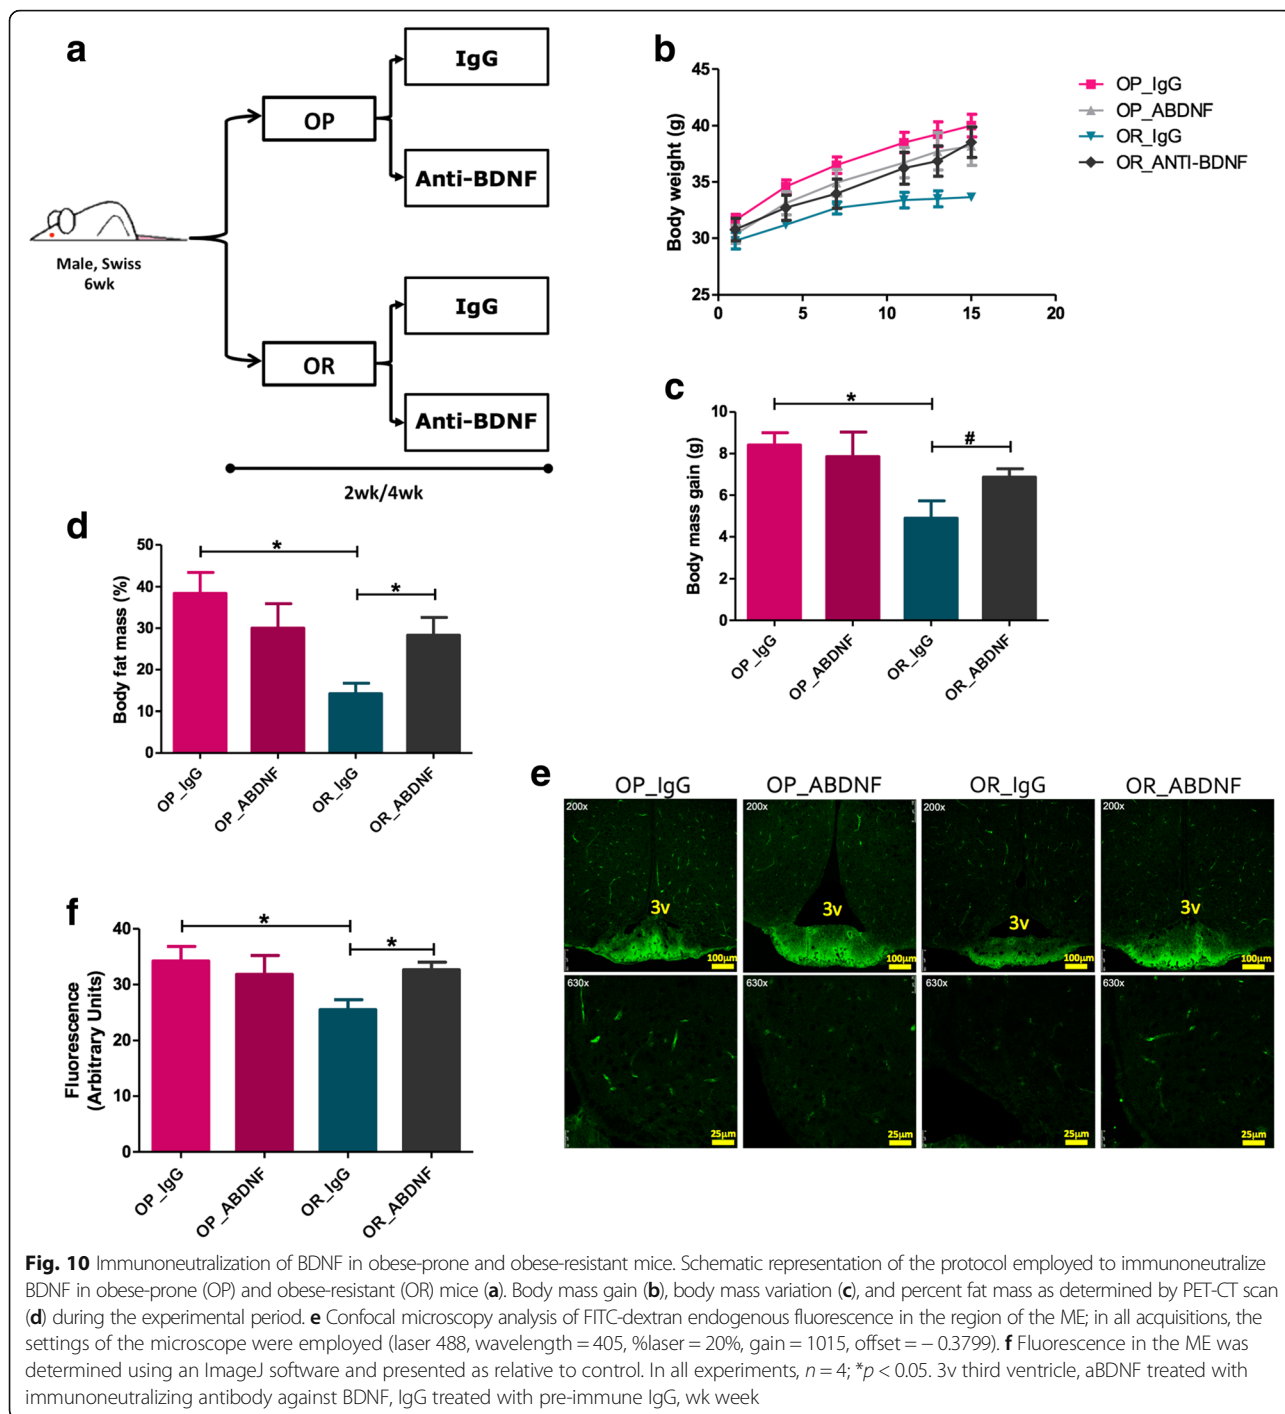 a
IgG
OP
Anti-BDNF
Male, Swiss
6wk
IgG
OR
Anti-BDNF
2wk/4wk
b
Body weight (g)
45
40
35
30
25
0
5
10
15
20
OP_IgG
OP_ABDNF
OR_IgG
OR_ANTI-BDNF
c
Body mass gain (g)
10
8
6
4
2
0
*
#
OP_IgG
OP_ABDNF
OR_IgG
OR_ABDNF
d
Body fat mass (%)
50
40
30
20
10
0
*
*
OP_IgG
OP_ABDNF
OR_IgG
OR_ABDNF
e
OP_IgG
OP_ABDNF
OR_IgG
OR_ABDNF
200x
200x
200x
200x
3v
3v
3v
3v
100µm
100µm
100µm
100µm
630x
630x
630x
630x
25µm
25µm
25µm
25µm
f
Fluorescence
(Arbitrary Units)
40
30
20
10
0
*
*
OP_IgG
OP_ABDNF
OR_IgG
OR_ABDNF
Fig. 10 Immunoneutralization of BDNF in obese-prone and obese-resistant mice. Schematic representation of the protocol employed to immunoneutralize
BDNF in obese-prone (OP) and obese-resistant (OR) mice (a). Body mass gain (b), body mass variation (c), and percent fat mass as determined by PET-CT scan
(d) during the experimental period. e Confocal microscopy analysis of FITC-dextran endogenous fluorescence in the region of the ME; in all acquisitions, the
settings of the microscope were employed (laser 488, wavelength = 405, %laser = 20%, gain = 1015, offset = − 0.3799). f Fluorescence in the ME was
determined using an ImageJ software and presented as relative to control. In all experiments, n = 4; *p < 0.05. 3v third ventricle, aBDNF treated with
immunoneutralizing antibody against BDNF, IgG treated with pre-immune IgG, wk week